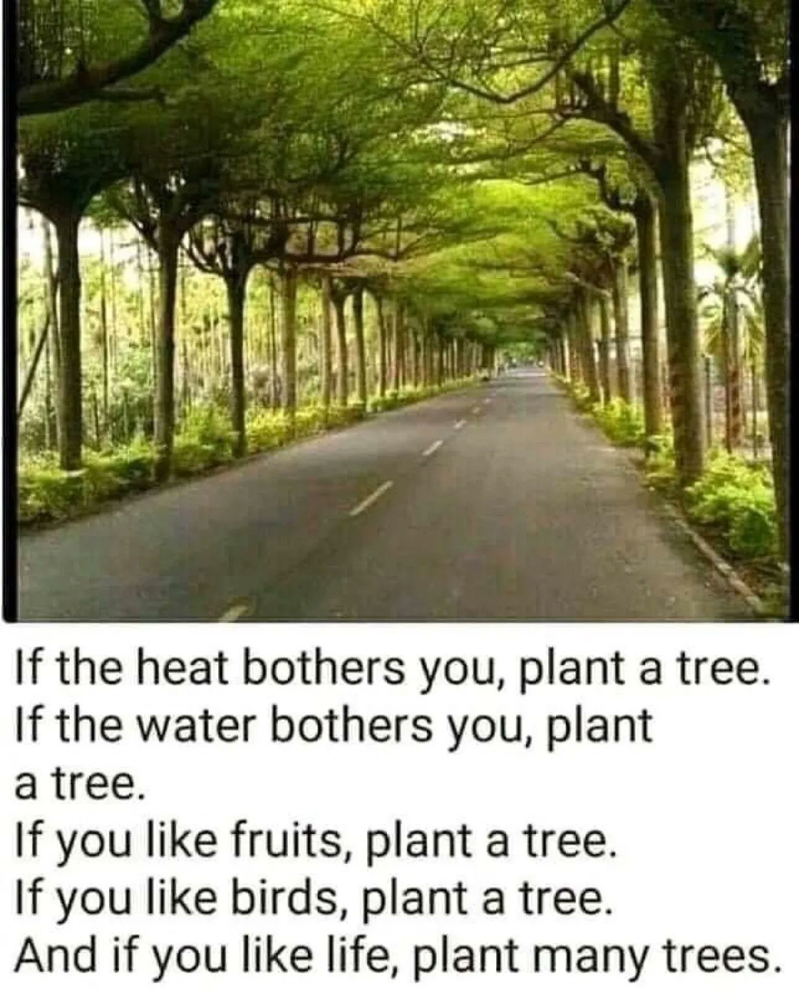 If the heat bothers you, plant a tree.
If the water bothers you, plant
a tree.
If you like fruits, plant a tree.
If you like birds, plant a tree.
And if you like life, plant many trees.